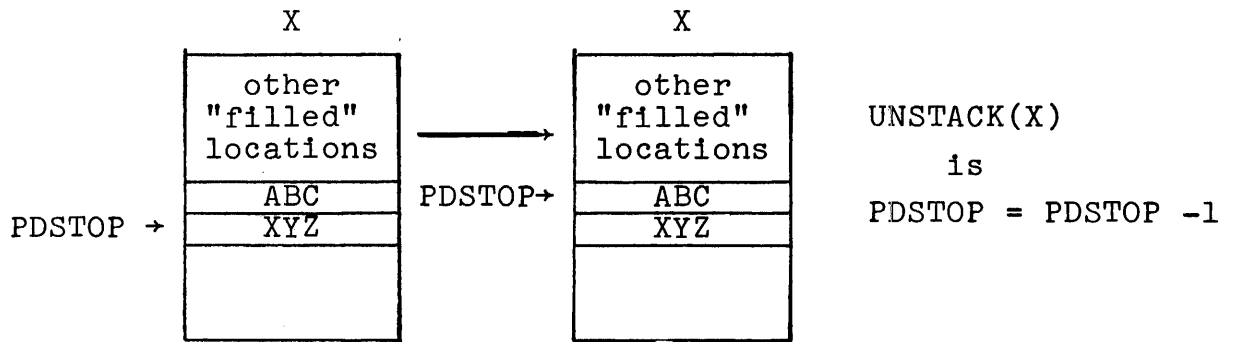 X
other
"filled"
locations
ABC
PDSTOP → XYZ
X
other
"filled"
locations
PDSTOP→ ABC
XYZ
UNSTACK(X)
is
PDSTOP = PDSTOP -1